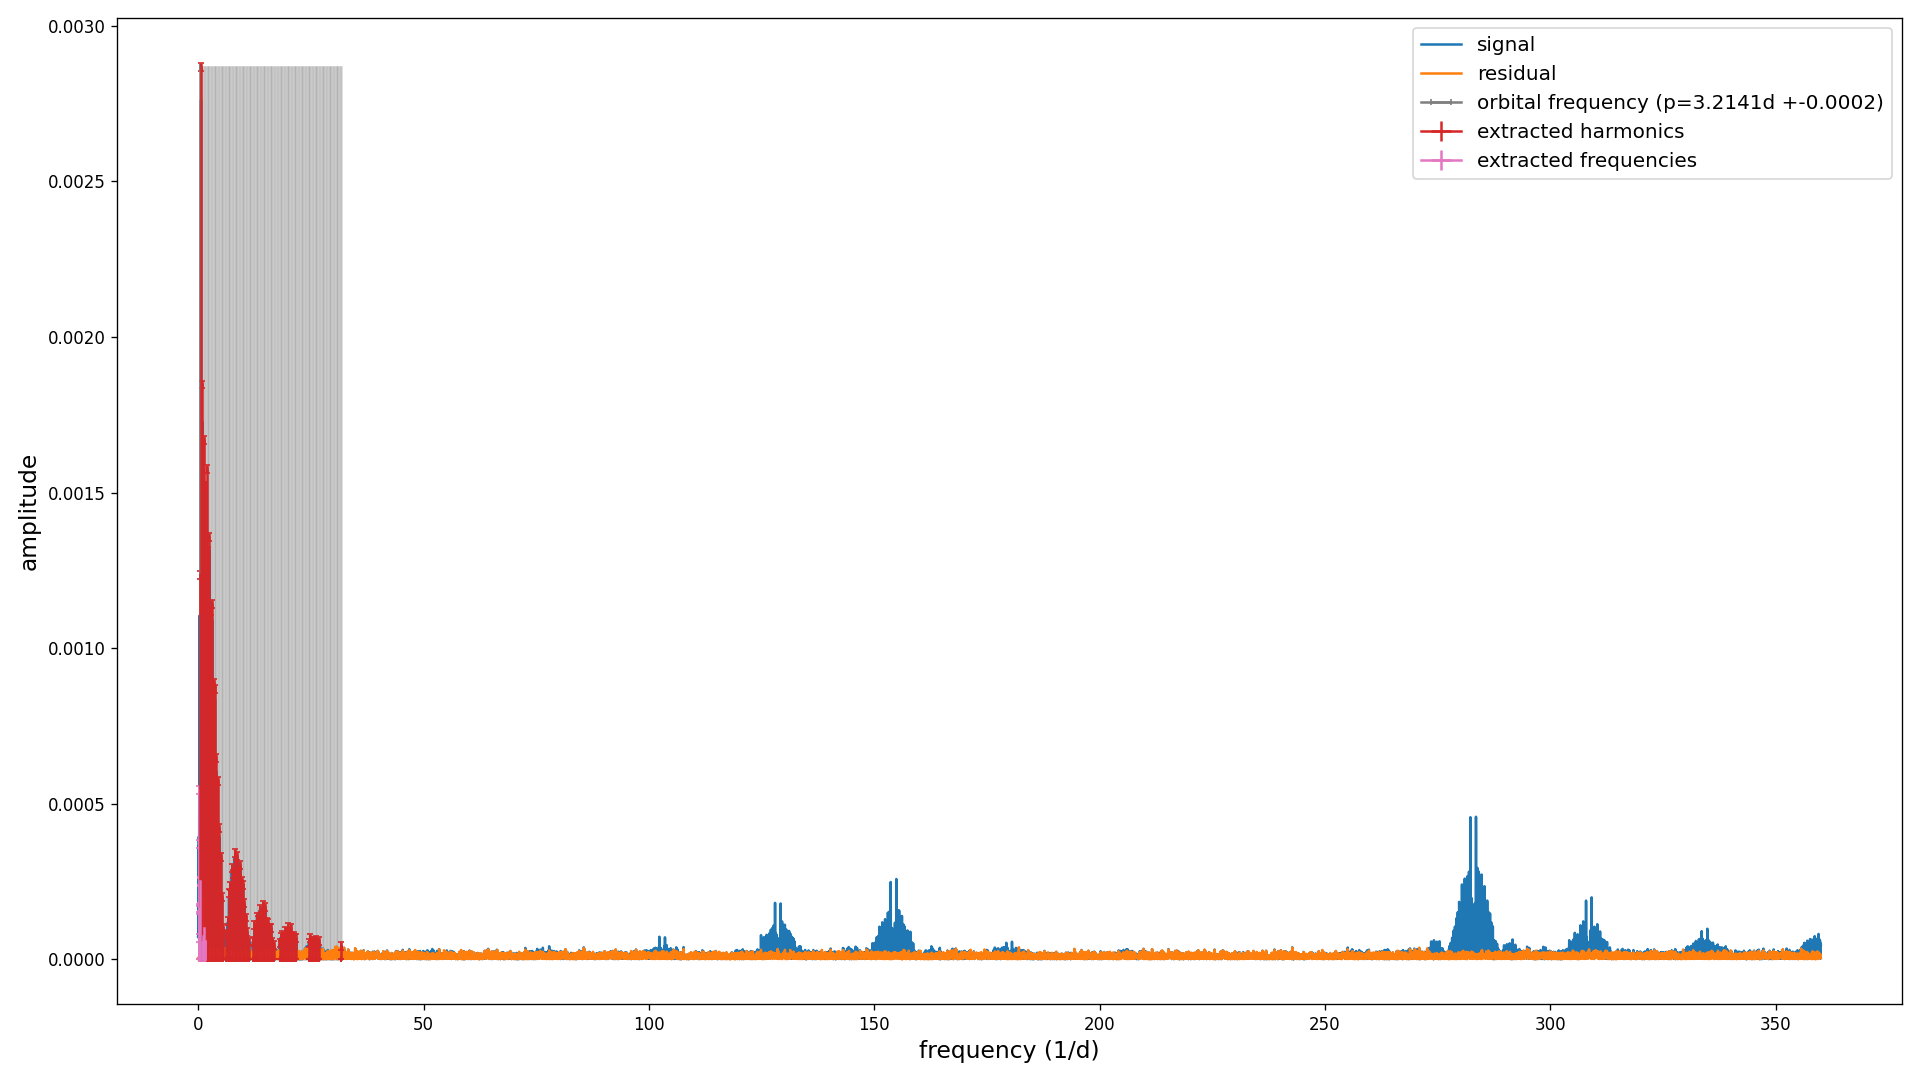 0.0030
0.0025
0.0020
0.0015
0.0010
0.0005
0.0000
amplitude
signal
residual
orbital frequency (p=3.2141d +-0.0002)
extracted harmonics
extracted frequencies
0 50 100 150 200 250 300 350
frequency (1/d)